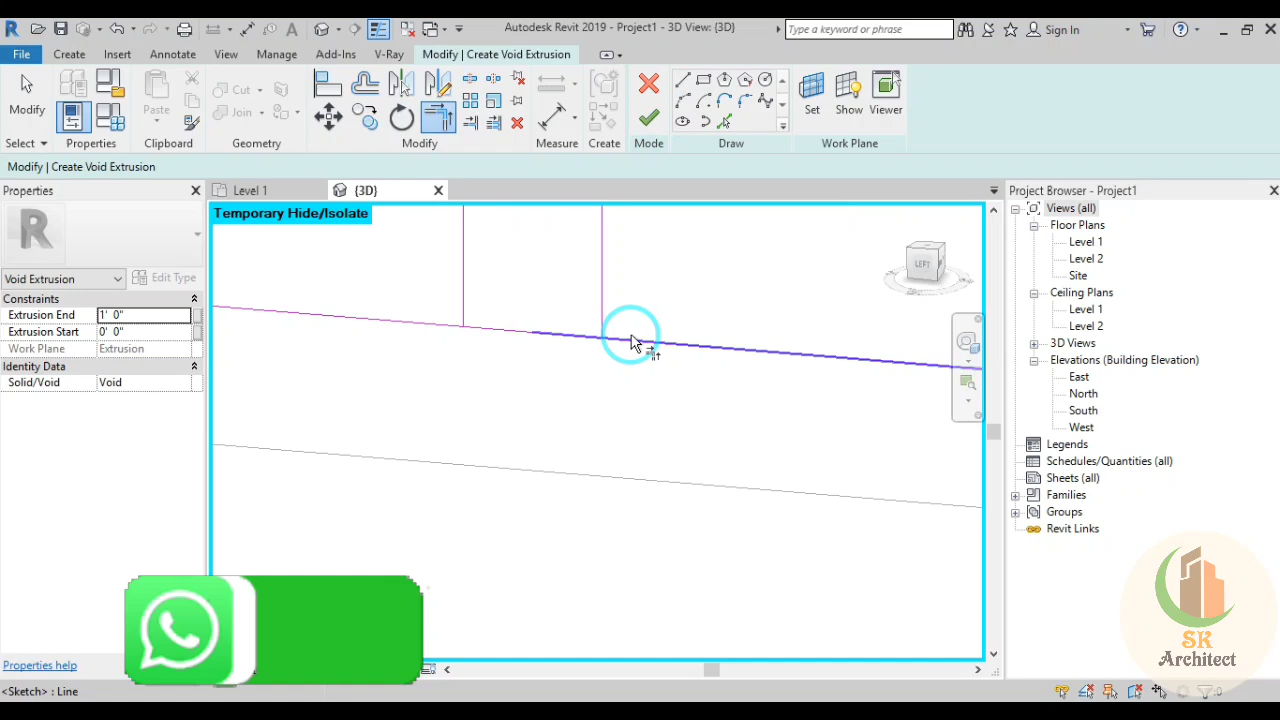 Autodesk Revit 2019 - Project1 - 3D View: {3D}
Type a keyword or phrase
Sign In
File
Create
Insert
Annotate
View
Manage
Add-Ins
V-Ray
Modify | Create Void Extrusion
Modify
Paste
Cut
Join
Set
Show
Viewer
Select
Properties
Clipboard
Geometry
Modify
Measure
Create
Mode
Draw
Work Plane
Modify | Create Void Extrusion
Properties
Void Extrusion
Edit Type
Constraints
Extrusion End 1' 0"
Extrusion Start 0' 0"
Work Plane Extrusion
Identity Data
Solid/Void Void
Properties help
<Sketch> : Line
Level 1
{3D}
Temporary Hide/Isolate
LEFT
Project Browser - Project1
Views (all)
Floor Plans
Level 1
Level 2
Site
Ceiling Plans
Level 1
Level 2
3D Views
Elevations (Building Elevation)
East
North
South
West
Legends
Schedules/Quantities (all)
Sheets (all)
Families
Groups
Revit Links
SK
Architect
:0